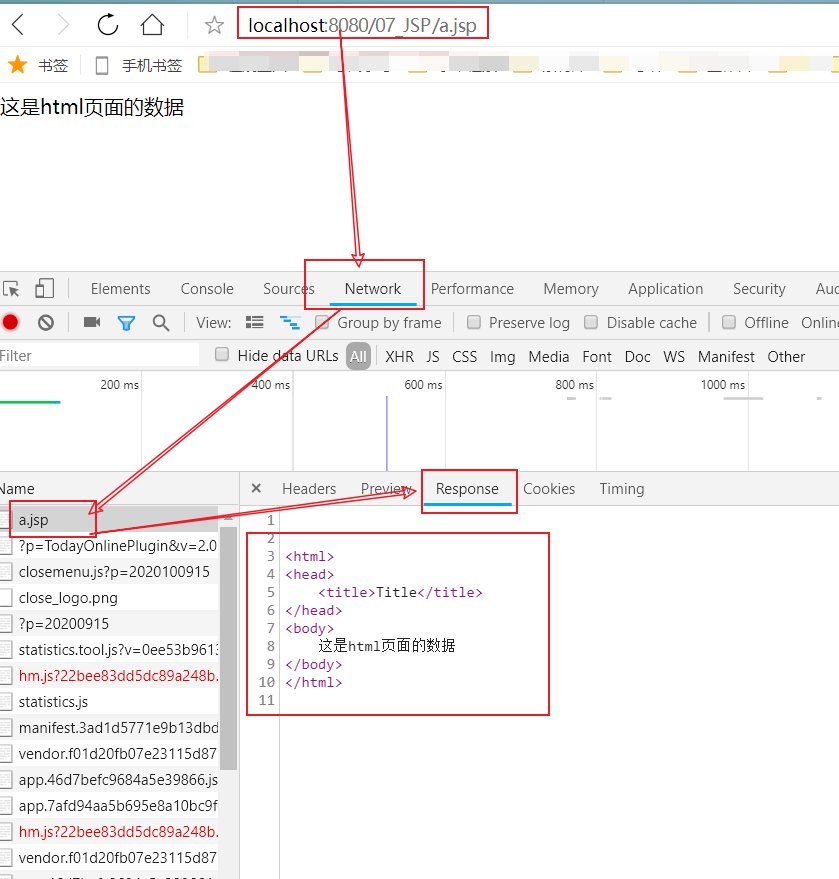 localhost:8080/07_JSP/a.jsp
书签 手机书签
这是html页面的数据
Elements Console Sources Network Performance Memory Application Security
View: Group by frame Preserve log Disable cache Offline
Filter Hide data URLs All XHR JS CSS Img Media Font Doc WS Manifest Other
200 ms 400 ms 600 ms 800 ms 1000 ms
Name × Headers Preview Response Cookies Timing
a.jsp
?p=TodayOnlinePlugin&v=2.0
closemenu.js?p=2020100915
close_logo.png
?p=20200915
statistics.tool.js?v=0ee53b9613
hm.js?22bee83dd5dc89a248b.
statistics.js
manifest.3ad1d5771e9b13dbd
vendor.f01d20fb07e23115d87
app.46d7befc9684a5e39866.js
app.7afd94aa5b695e8a10bc9f
hm.js?22bee83dd5dc89a248b.
vendor.f01d20fb07e23115d87
1
2
3 <html>
4 <head>
5 <title>Title</title>
6 </head>
7 <body>
8 这是html页面的数据
9 </body>
10 </html>
11